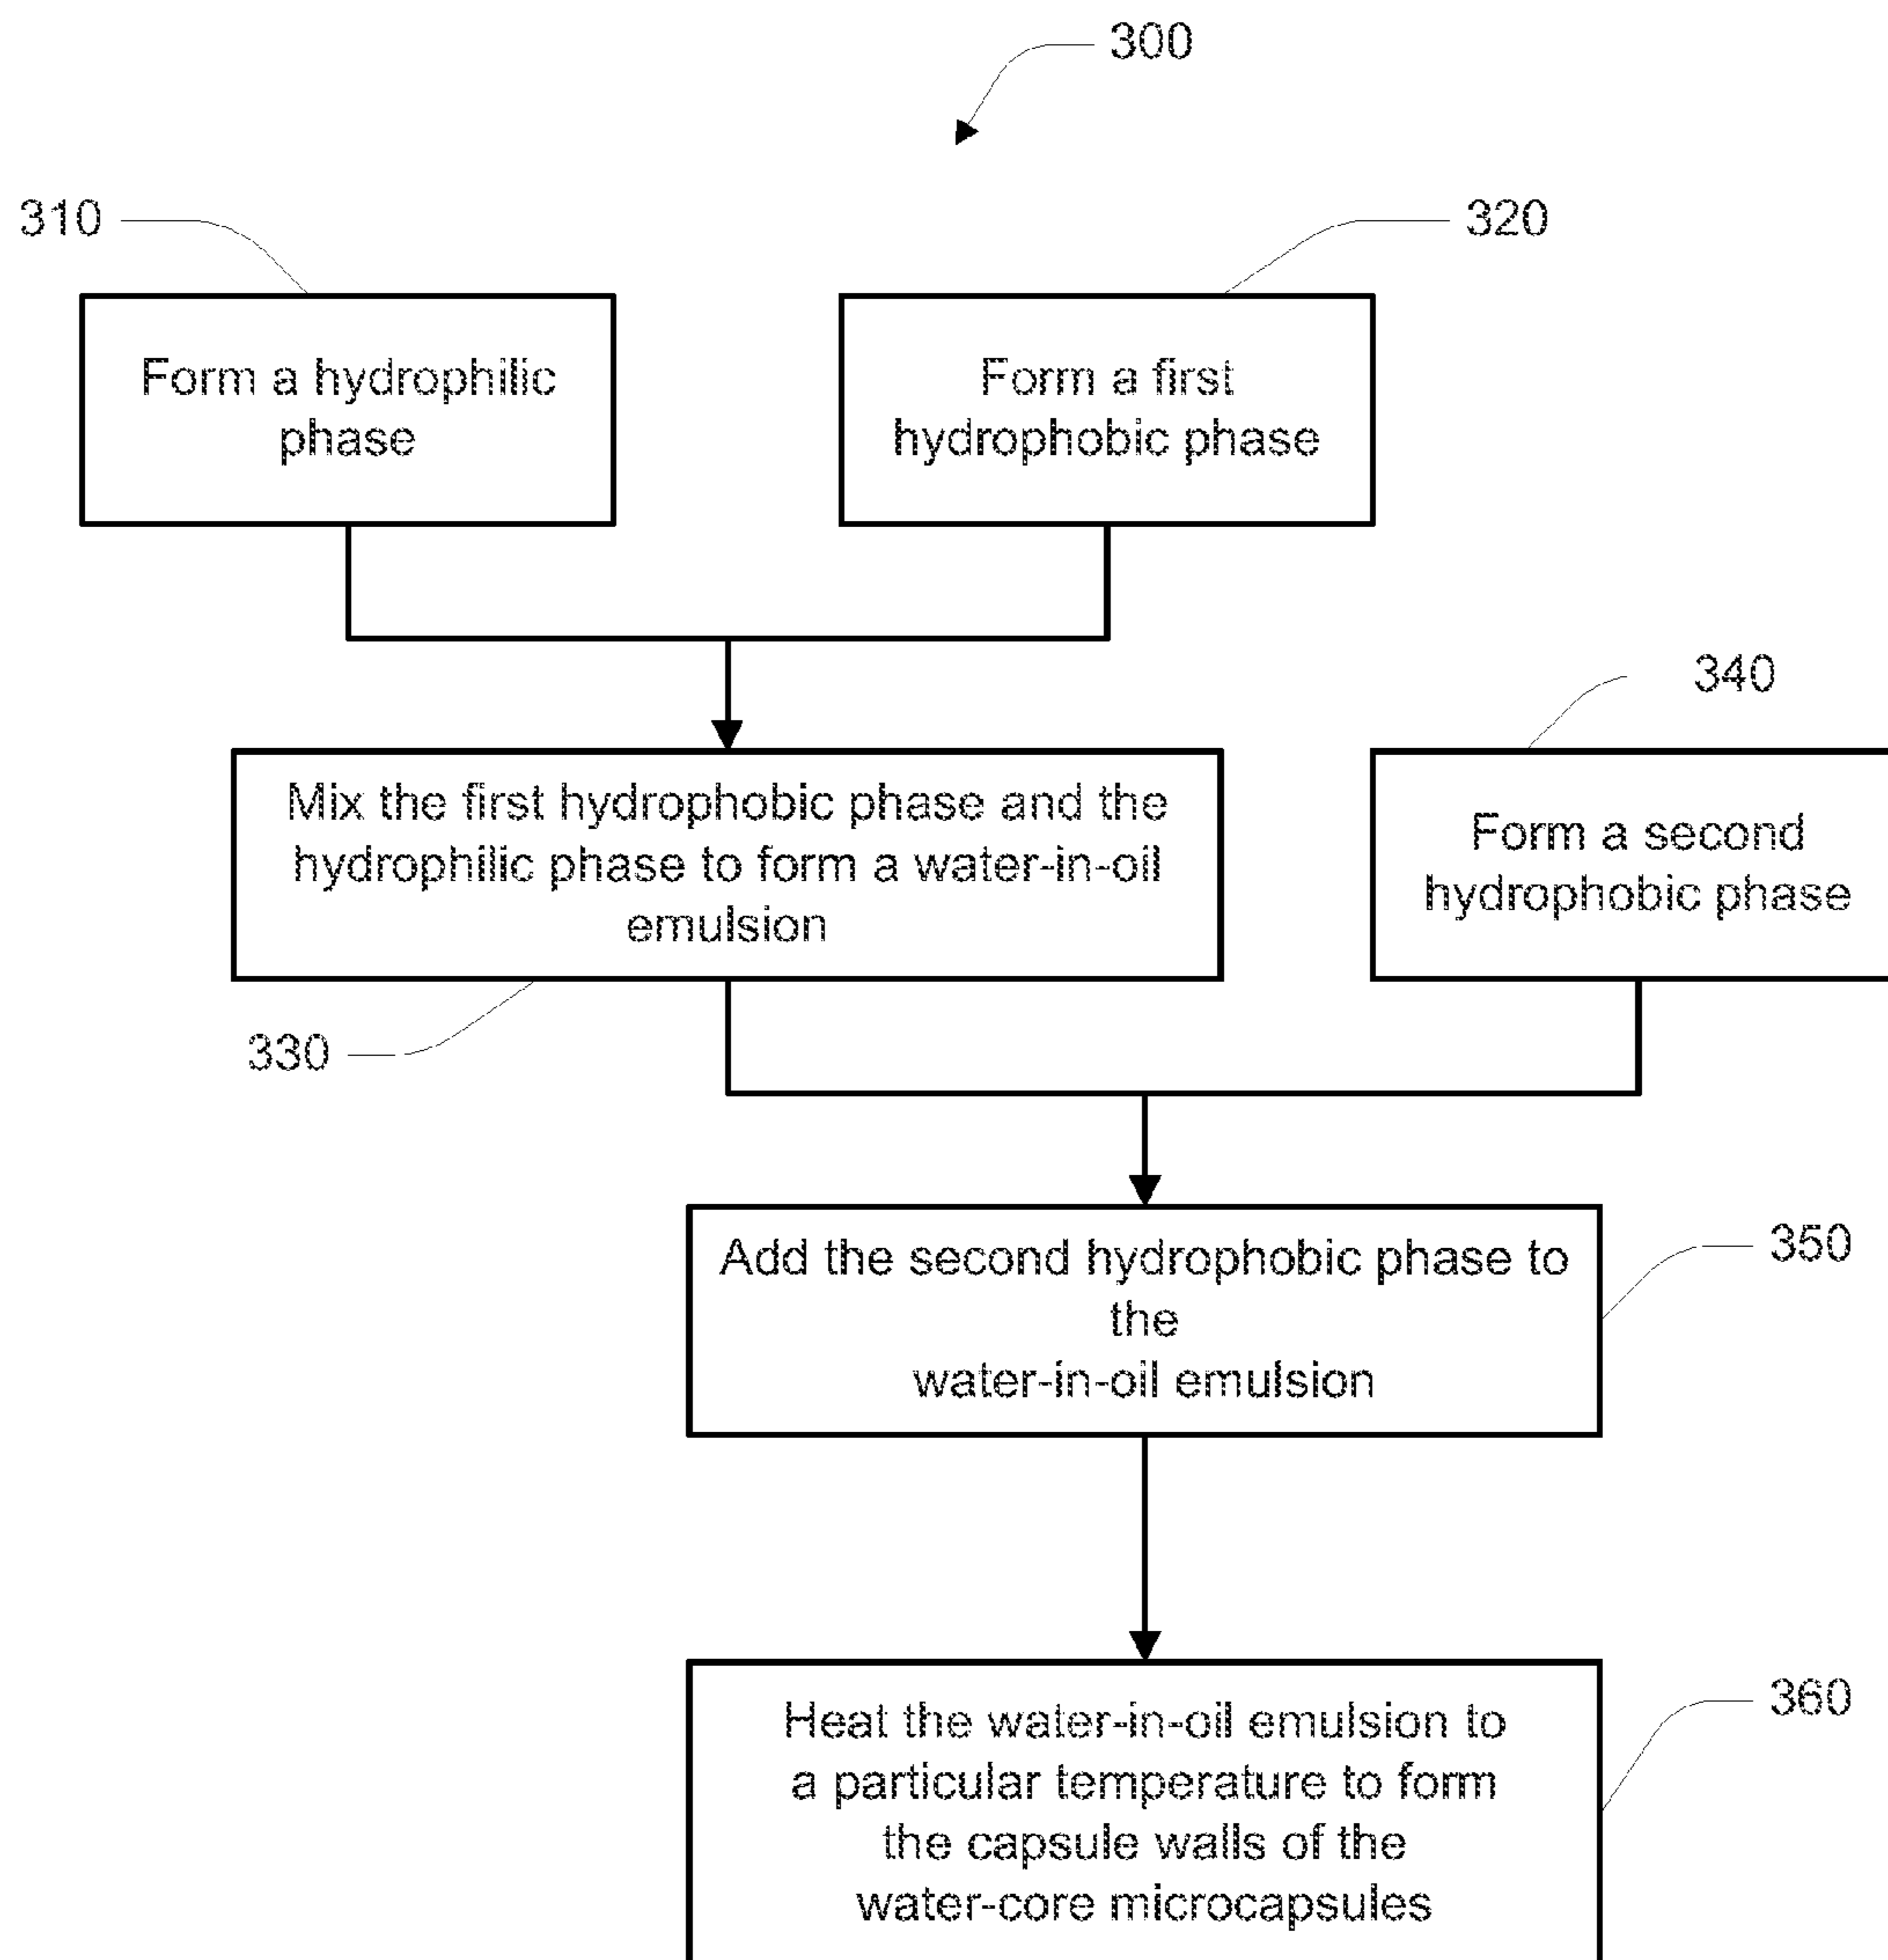 300
310
320
Form a hydrophilic
phase
Form a first
hydrophobic phase
340
Mix the first hydrophobic phase and the
hydrophilic phase to form a water-in-oil
emulsion
Form a second
hydrophobic phase
330
Add the second hydrophobic phase to
the
water-in-oil emulsion
350
Heat the water-in-oil emulsion to
a particular temperature to form
the capsule walls of the
water-core microcapsules
360